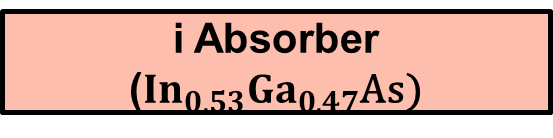 i Absorber
(In₀.₅₃Ga₀.₄₇As)